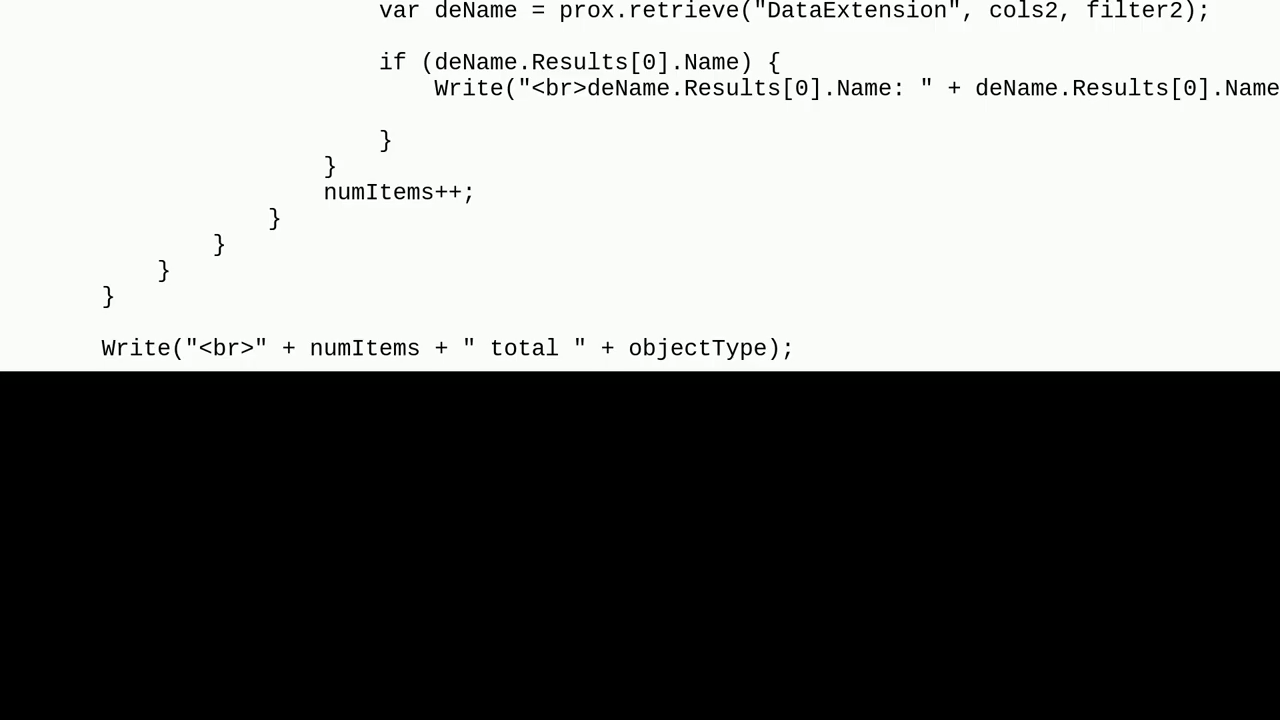 var deName = prox.retrieve("DataExtension", cols2, filter2);
if (deName.Results[0].Name) {
Write("<br>deName.Results[0].Name: " + deName.Results[0].Name
}
}
numItems++;
}
}
}
}
Write("<br>" + numItems + " total " + objectType);